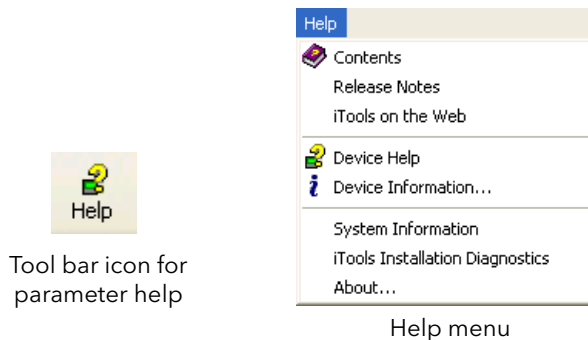 Help
Contents
Release Notes
iTools on the Web
Device Help
Device Information...
System Information
iTools Installation Diagnostics
About...
Help menu
Help
Tool bar icon for
parameter help